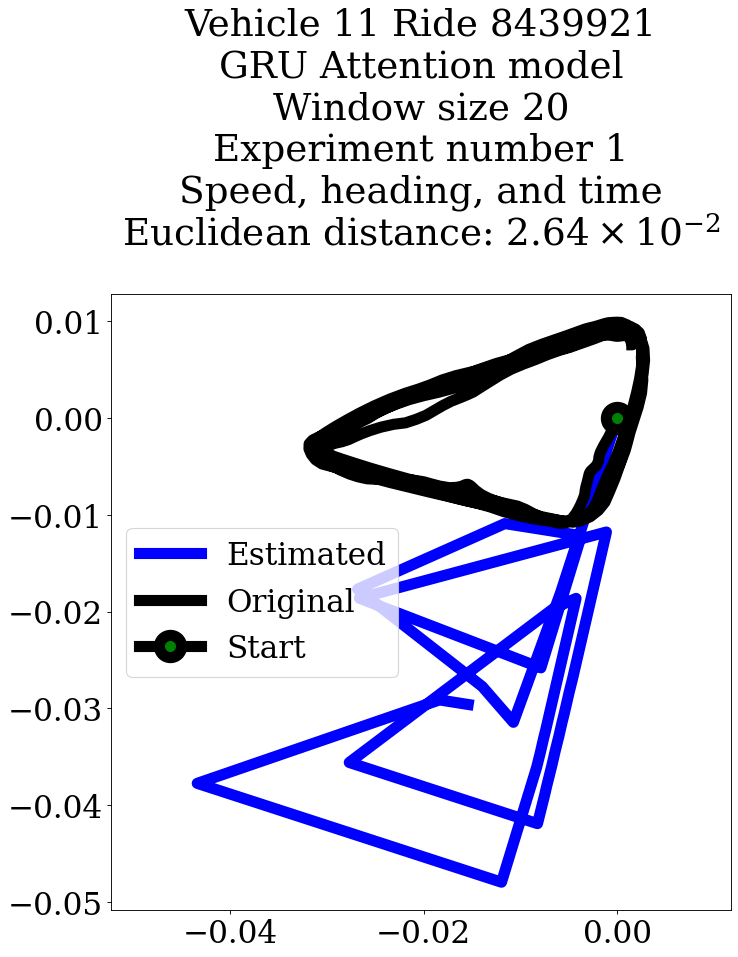 Vehicle 11 Ride 8439921
GRU Attention model
Window size 20
Experiment number 1
Speed, heading, and time
Euclidean distance: 2.64 × 10⁻²
0.01
0.00
−0.01
−0.02
−0.03
−0.04
−0.05
Estimated
Original
Start
−0.04
−0.02
0.00